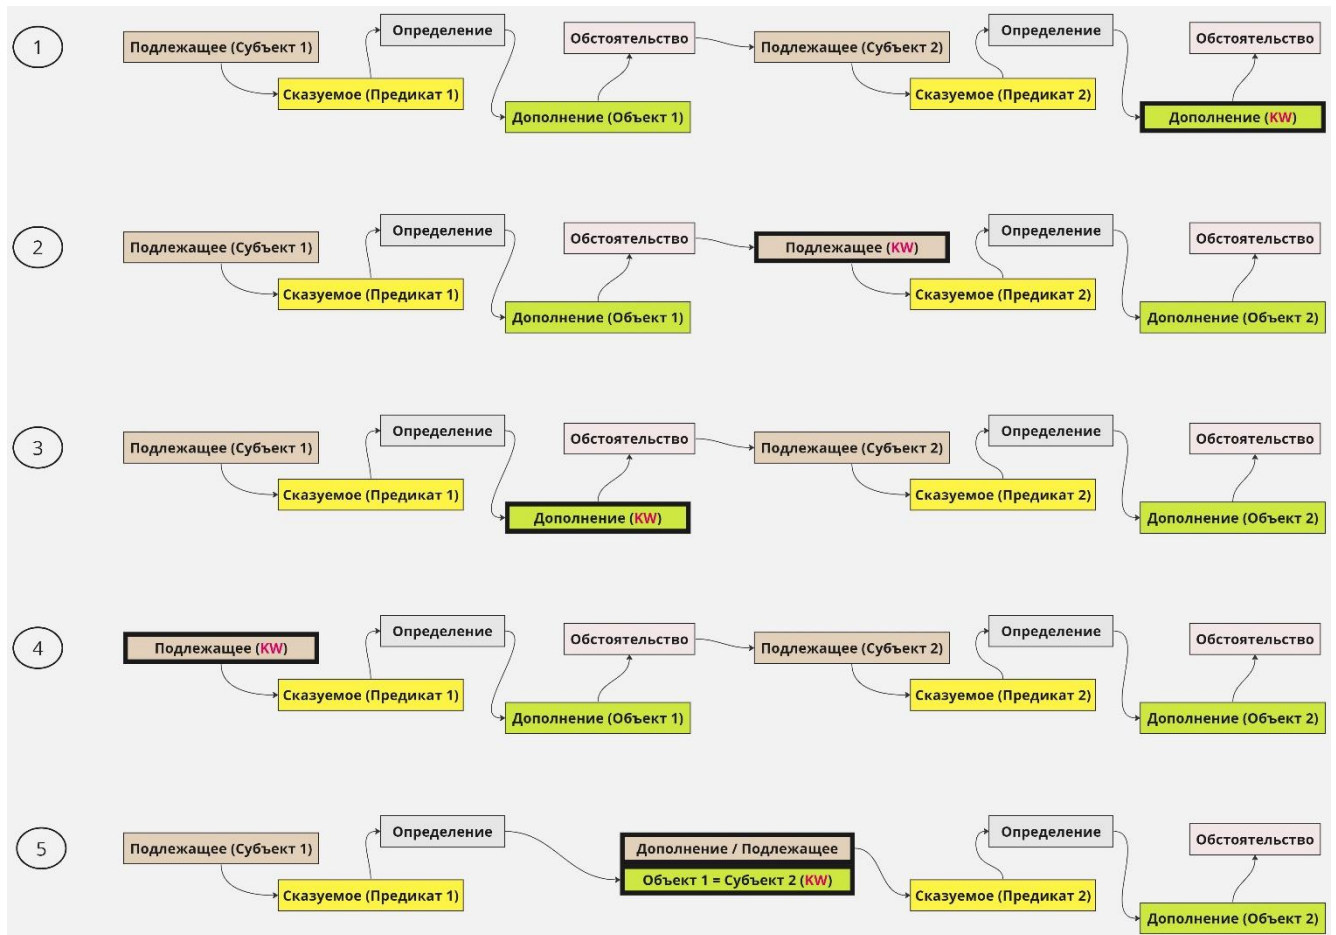 1
Подлежащее (Субъект 1)
Сказуемое (Предикат 1)
Определение
Дополнение (Объект 1)
Обстоятельство
Подлежащее (Субъект 2)
Сказуемое (Предикат 2)
Определение
Дополнение (KW)
Обстоятельство
2
Подлежащее (Субъект 1)
Сказуемое (Предикат 1)
Определение
Дополнение (Объект 1)
Обстоятельство
Подлежащее (KW)
Сказуемое (Предикат 2)
Определение
Дополнение (Объект 2)
Обстоятельство
3
Подлежащее (Субъект 1)
Сказуемое (Предикат 1)
Определение
Дополнение (KW)
Обстоятельство
Подлежащее (Субъект 2)
Сказуемое (Предикат 2)
Определение
Дополнение (Объект 2)
Обстоятельство
4
Подлежащее (KW)
Сказуемое (Предикат 1)
Определение
Дополнение (Объект 1)
Обстоятельство
Подлежащее (Субъект 2)
Сказуемое (Предикат 2)
Определение
Дополнение (Объект 2)
Обстоятельство
5
Подлежащее (Субъект 1)
Сказуемое (Предикат 1)
Определение
Дополнение / Подлежащее
Объект 1 = Субъект 2 (KW)
Сказуемое (Предикат 2)
Определение
Дополнение (Объект 2)
Обстоятельство